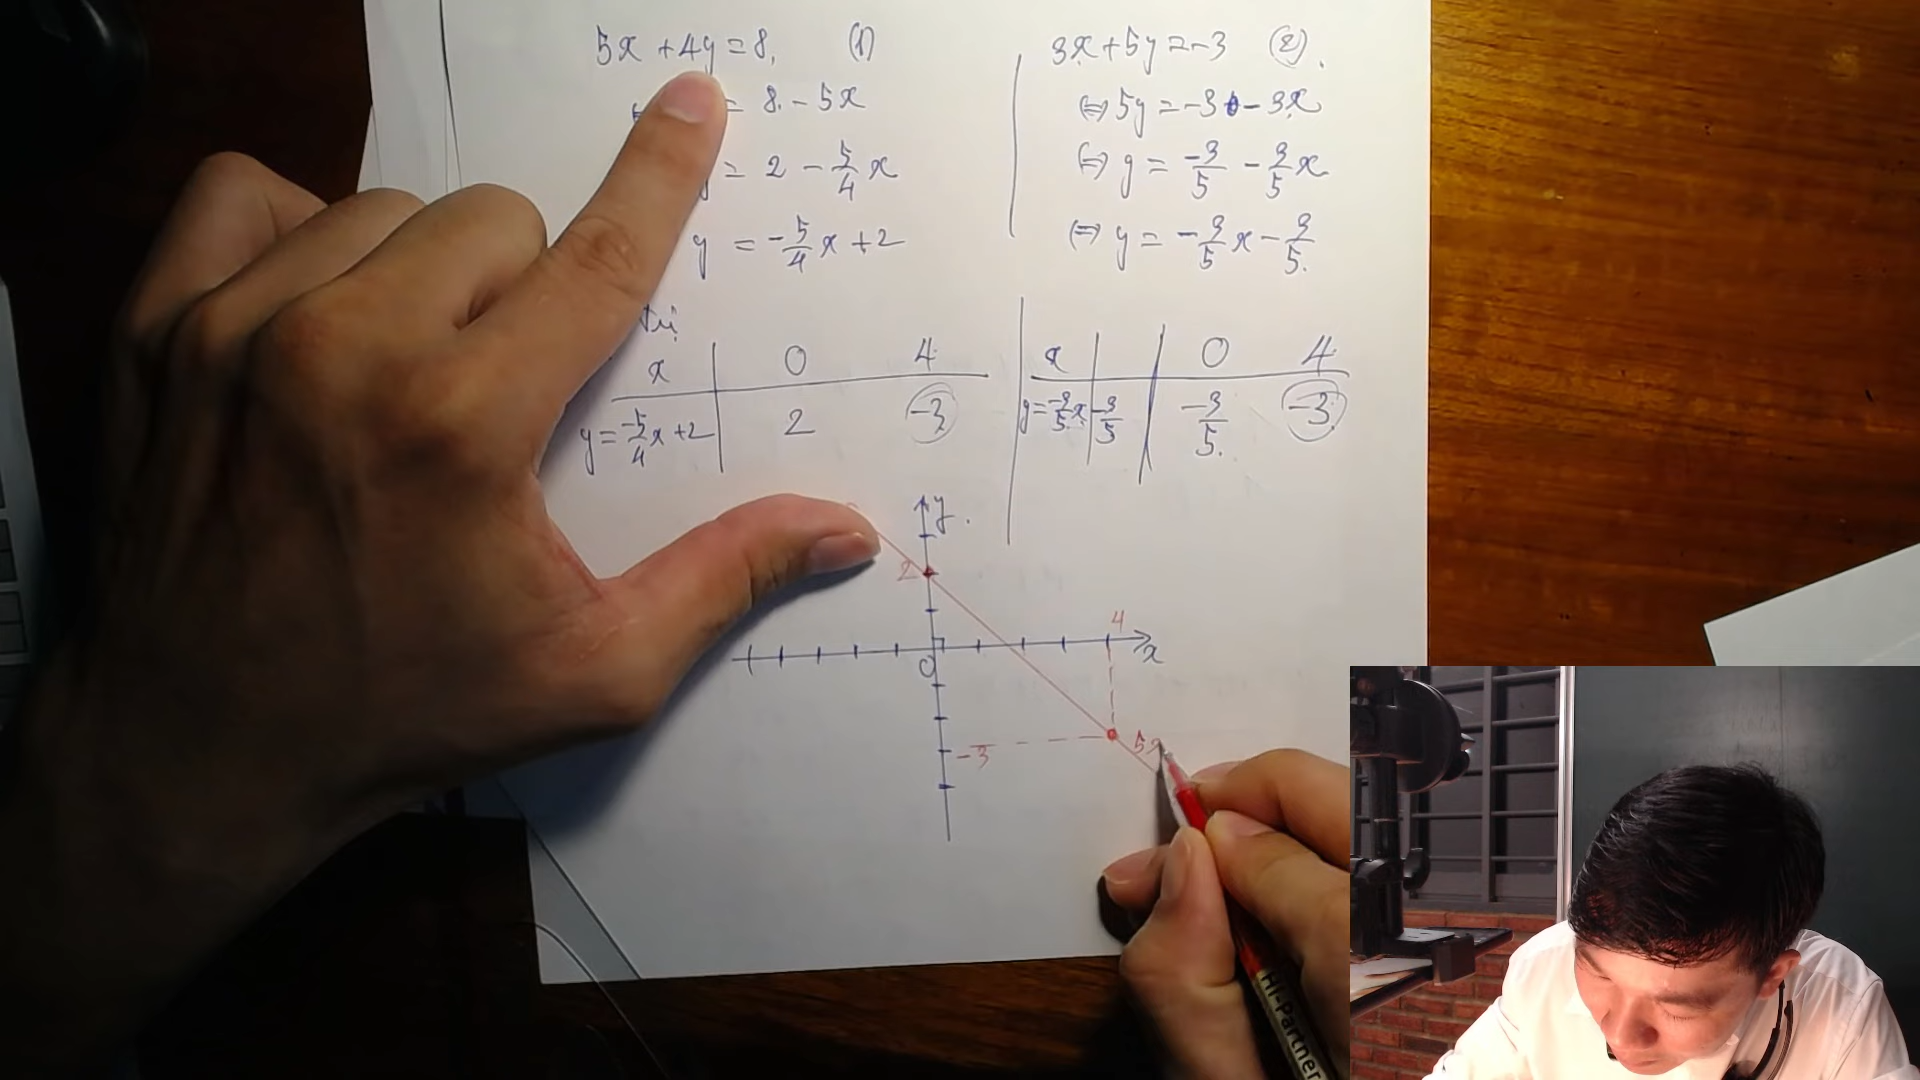 5x + 4y = 8, (1)
= 8 - 5x
y = 2 - 5/4 x
y = -5/4 x + 2
trị
x 0 4
y = -5/4 x + 2 2 -3
3x + 5y = -3 (2).
⇔ 5y = -3 - 3x
⇔ y = -3/5 - 3/5 x
⇔ y = -3/5 x - 3/5.
x 0 4
y = -3/5 x - 3/5 -3/5. -3
y.
2
4
O x
-3 5x
Hi-Partner